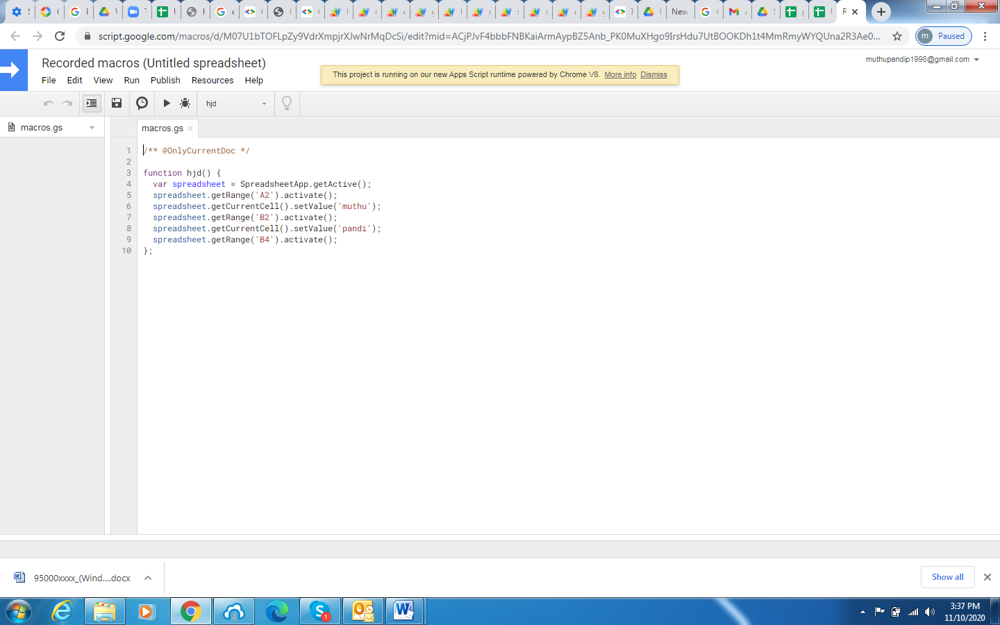 New
script.google.com/macros/d/M07U1bTOFLpZy9VdrXmpjrXJwNrMqDcSi/edit?mid=ACjPJvF4bbbFNBKaiArmAypBZ5Anb_PK0MuXHgo9IrsHdu7UtBOOKDh1t4MmRmyWYQUna2R3Ae0...
m Paused
Recorded macros (Untitled spreadsheet)
This project is running on our new Apps Script runtime powered by Chrome V8. More info Dismiss
muthupandip1998@gmail.com
File Edit View Run Publish Resources Help
hjd
macros.gs
macros.gs
1 /** @OnlyCurrentDoc */
2
3 function hjd() {
4 var spreadsheet = SpreadsheetApp.getActive();
5 spreadsheet.getRange('A2').activate();
6 spreadsheet.getCurrentCell().setValue('muthu');
7 spreadsheet.getRange('B2').activate();
8 spreadsheet.getCurrentCell().setValue('pandi');
9 spreadsheet.getRange('B4').activate();
10 };
95000xxxx_(Wind....docx
Show all
3:37 PM
11/10/2020